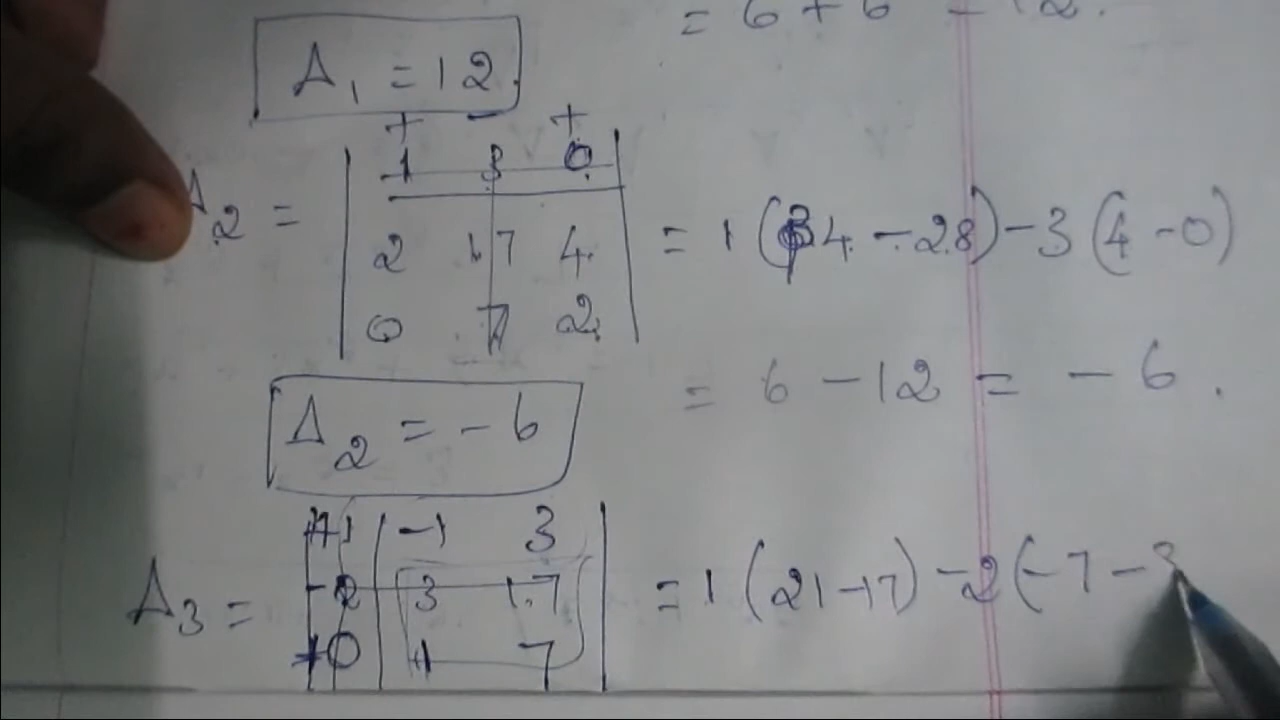 = 6 + 6 = 12.
Δ₁ = 12
+ - +
1 3 0
Δ₂ = 2 17 4 = 1 (34 - 28) - 3 (4 - 0)
0 7 2
= 6 - 12 = - 6.
Δ₂ = - 6
+1 -1 3
Δ₃ = -2 3 17 = 1 (21 - 17) - 2 (-7 - 3
+0 1 7